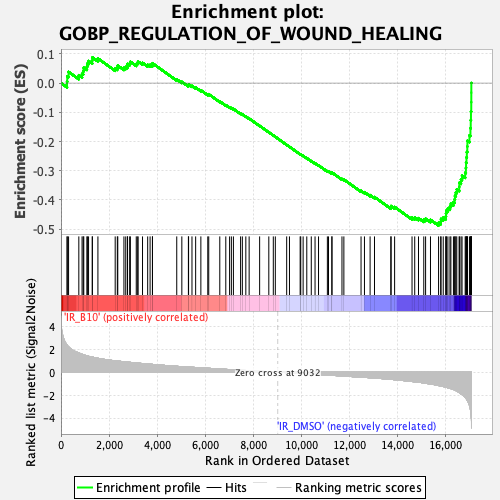 Enrichment plot:
GOBP_REGULATION_OF_WOUND_HEALING
Enrichment score (ES)
0.1
0.0
-0.1
-0.2
-0.3
-0.4
-0.5
'IR_B10' (positively correlated)
Ranked list metric (Signal2Noise)
4
2
0
-2
-4
Zero cross at 9032
'IR_DMSO' (negatively correlated)
0
2,000
4,000
6,000
8,000
10,000
12,000
14,000
16,000
Rank in Ordered Dataset
Enrichment profile
Hits
Ranking metric scores